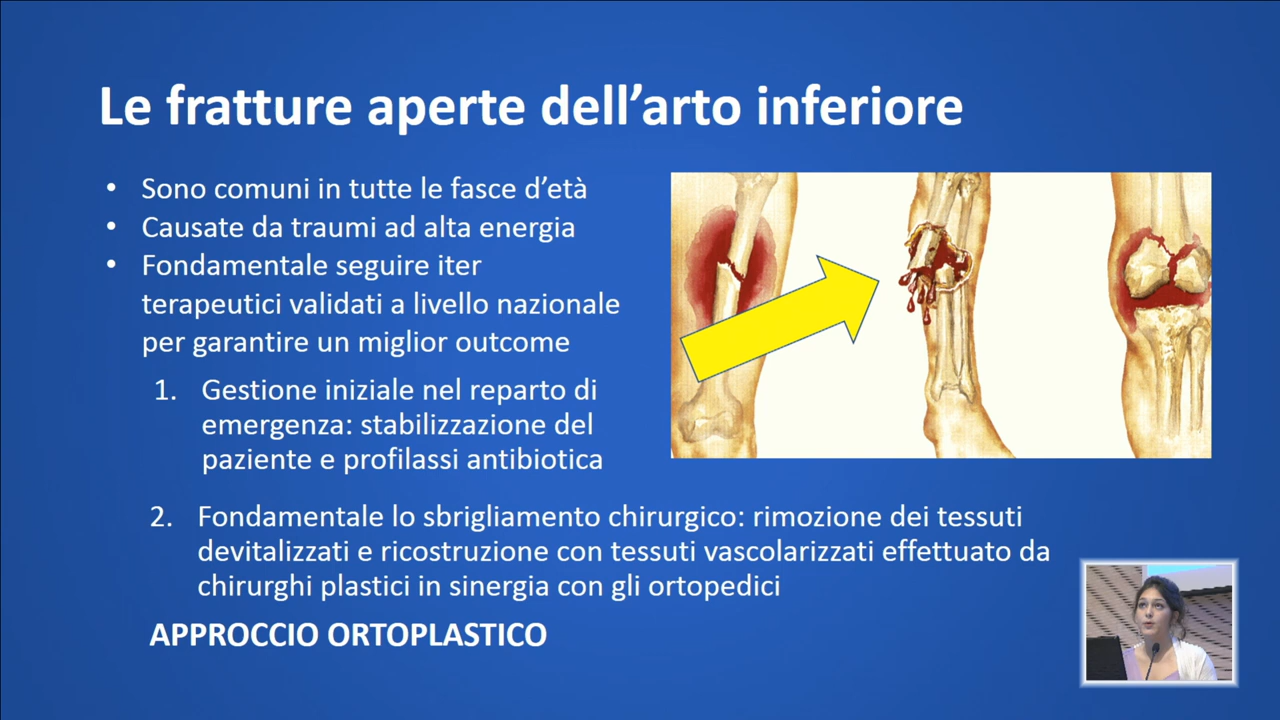 Le fratture aperte dell’arto inferiore
• Sono comuni in tutte le fasce d’età
• Causate da traumi ad alta energia
• Fondamentale seguire iter
terapeutici validati a livello nazionale
per garantire un miglior outcome
1. Gestione iniziale nel reparto di
emergenza: stabilizzazione del
paziente e profilassi antibiotica
2. Fondamentale lo sbrigliamento chirurgico: rimozione dei tessuti
devitalizzati e ricostruzione con tessuti vascolarizzati effettuato da
chirurghi plastici in sinergia con gli ortopedici
APPROCCIO ORTOPLASTICO